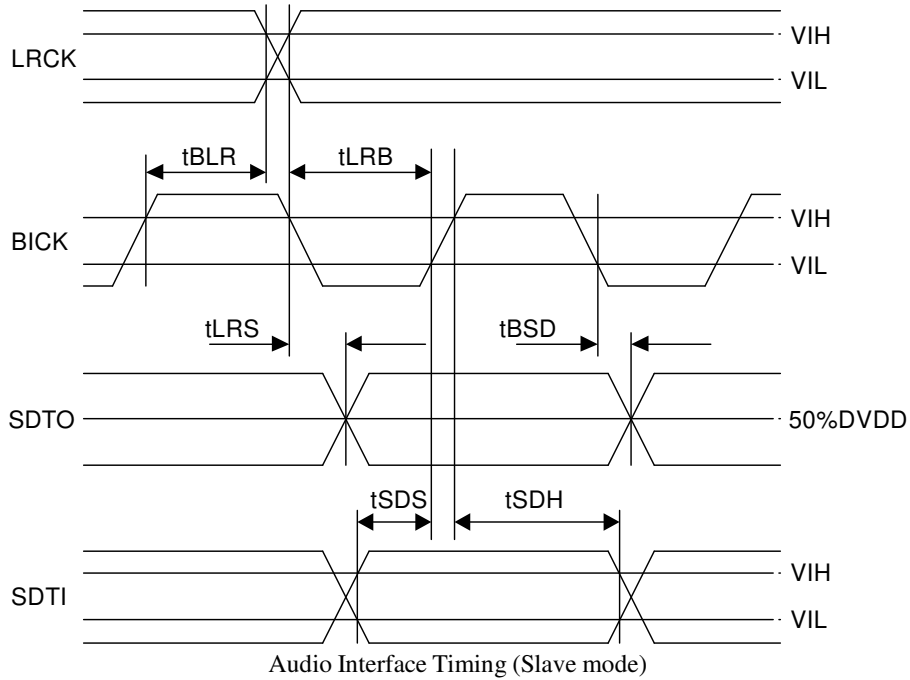 LRCK
VIH
VIL
tBLR
tLRB
BICK
VIH
VIL
tLRS
tBSD
SDTO
50%DVDD
tSDS
tSDH
SDTI
VIH
VIL
Audio Interface Timing (Slave mode)